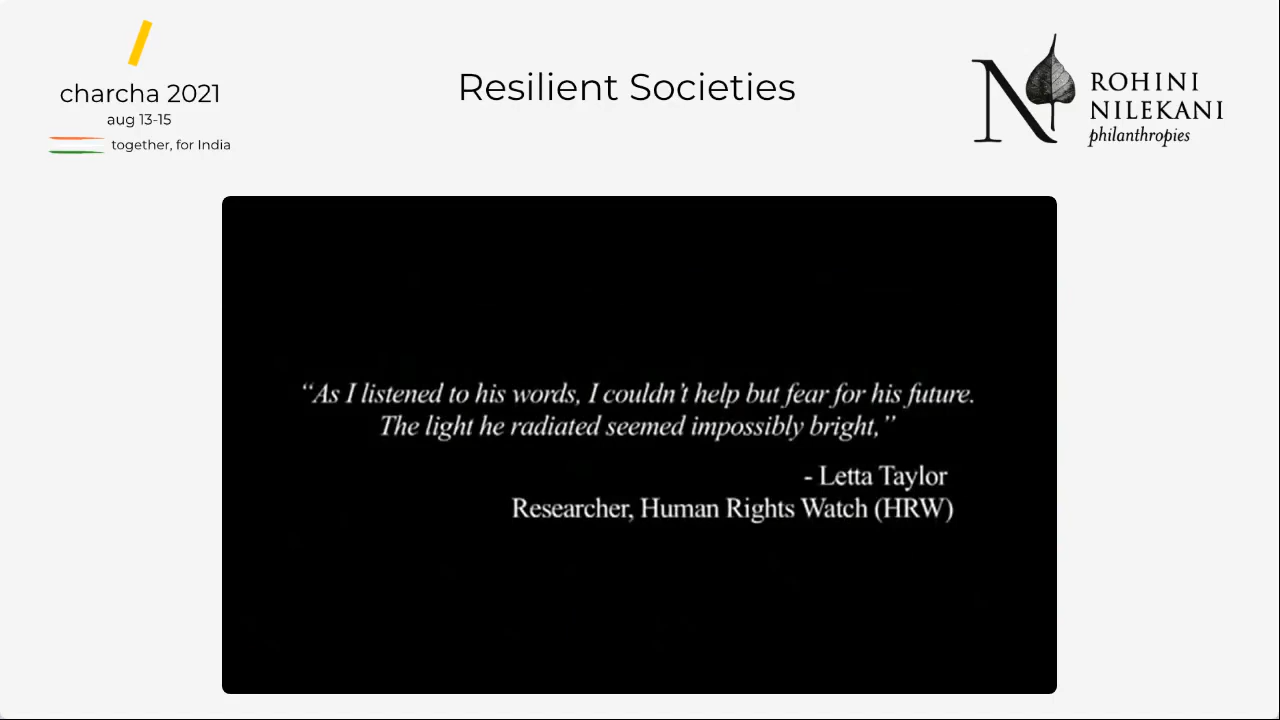 charcha 2021
aug 13-15
together, for India
Resilient Societies
N
ROHINI
NILEKANI
philanthropies
“As I listened to his words, I couldn’t help but fear for his future.
The light he radiated seemed impossibly bright,”
- Letta Taylor
Researcher, Human Rights Watch (HRW)